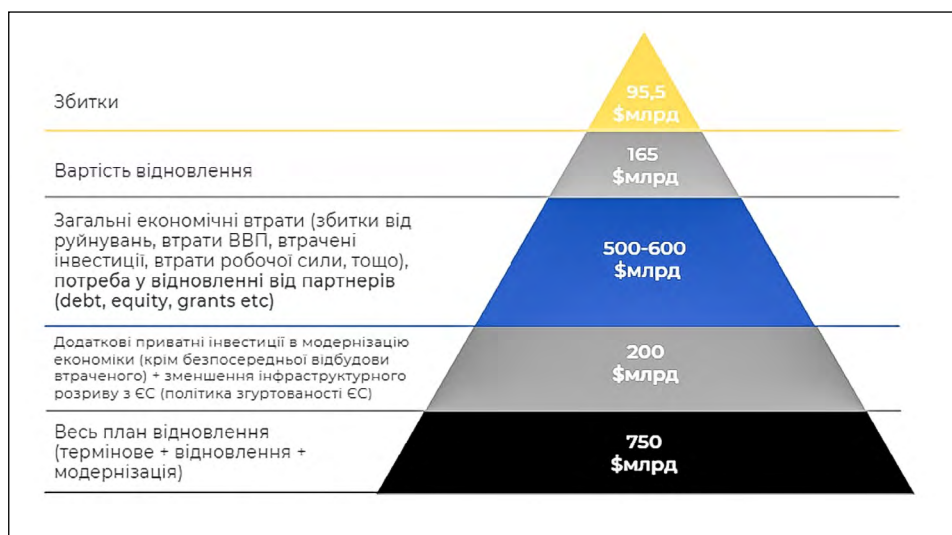 Збитки
95,5
$млрд
Вартість відновлення
165
$млрд
Загальні економічні втрати (збитки від
руйнувань, втрати ВВП, втрачені
інвестиції, втрати робочої сили, тощо),
потреба у відновленні від партнерів
(debt, equity, grants etc)
500-600
$млрд
Додаткові приватні інвестиції в модернізацію
економіки (крім безпосередньої відбудови
втраченого) + зменшення інфраструктурного
розриву з ЄС (політика згуртованості ЄС)
200
$млрд
Весь план відновлення
(термінове + відновлення +
модернізація)
750
$млрд